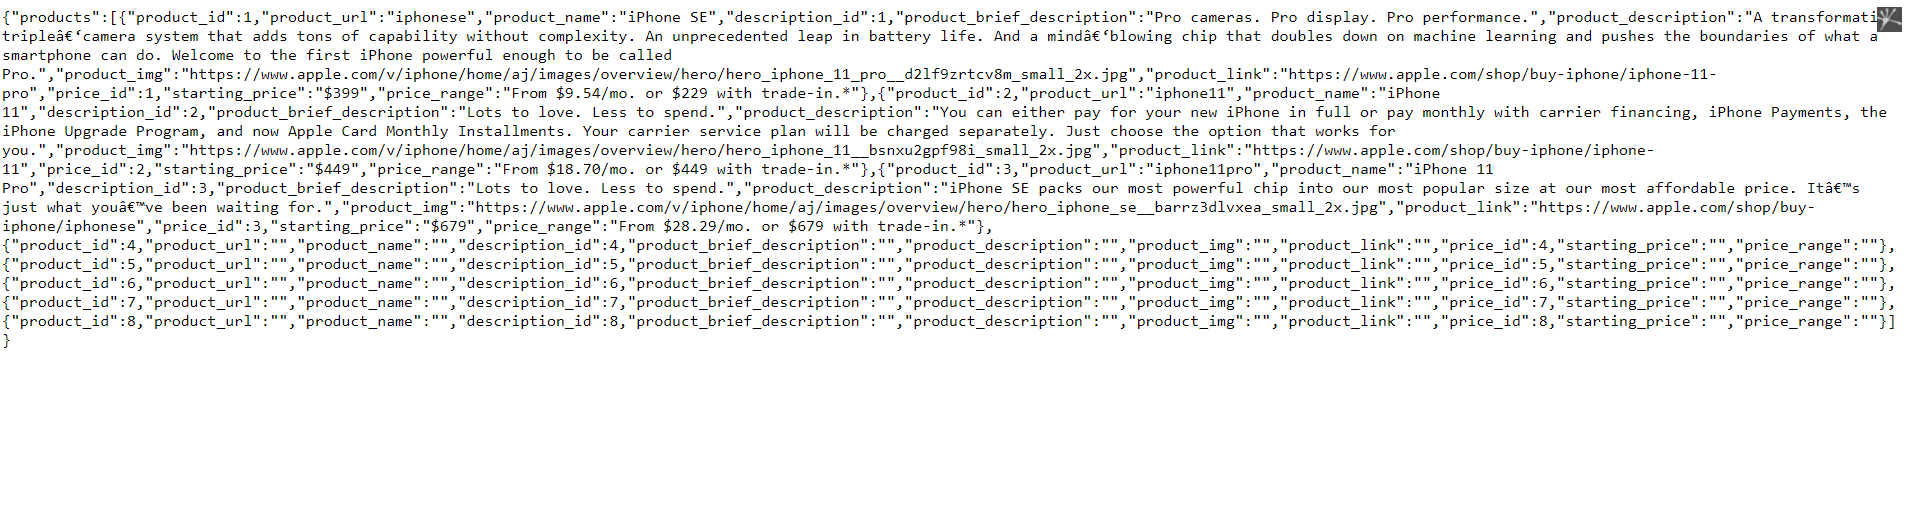 {"products":[{"product_id":1,"product_url":"iphonese","product_name":"iPhone SE","description_id":1,"product_brief_description":"Pro cameras. Pro display. Pro performance.","product_description":"A transformati
tripleâ€‘camera system that adds tons of capability without complexity. An unprecedented leap in battery life. And a mindâ€‘blowing chip that doubles down on machine learning and pushes the boundaries of what a
smartphone can do. Welcome to the first iPhone powerful enough to be called
Pro.","product_img":"https://www.apple.com/v/iphone/home/aj/images/overview/hero/hero_iphone_11_pro__d2lf9zrtcv8m_small_2x.jpg","product_link":"https://www.apple.com/shop/buy-iphone/iphone-11-
pro","price_id":1,"starting_price":"$399","price_range":"From $9.54/mo. or $229 with trade-in.*"},{"product_id":2,"product_url":"iphone11","product_name":"iPhone
11","description_id":2,"product_brief_description":"Lots to love. Less to spend.","product_description":"You can either pay for your new iPhone in full or pay monthly with carrier financing, iPhone Payments, the
iPhone Upgrade Program, and now Apple Card Monthly Installments. Your carrier service plan will be charged separately. Just choose the option that works for
you.","product_img":"https://www.apple.com/v/iphone/home/aj/images/overview/hero/hero_iphone_11__bsnxu2gpf98i_small_2x.jpg","product_link":"https://www.apple.com/shop/buy-iphone/iphone-
11","price_id":2,"starting_price":"$449","price_range":"From $18.70/mo. or $449 with trade-in.*"},{"product_id":3,"product_url":"iphone11pro","product_name":"iPhone 11
Pro","description_id":3,"product_brief_description":"Lots to love. Less to spend.","product_description":"iPhone SE packs our most powerful chip into our most popular size at our most affordable price. Itâ€™s
just what youâ€™ve been waiting for.","product_img":"https://www.apple.com/v/iphone/home/aj/images/overview/hero/hero_iphone_se__barrz3dlvxea_small_2x.jpg","product_link":"https://www.apple.com/shop/buy-
iphone/iphonese","price_id":3,"starting_price":"$679","price_range":"From $28.29/mo. or $679 with trade-in.*"},
{"product_id":4,"product_url":"","product_name":"","description_id":4,"product_brief_description":"","product_description":"","product_img":"","product_link":"","price_id":4,"starting_price":"","price_range":""},
{"product_id":5,"product_url":"","product_name":"","description_id":5,"product_brief_description":"","product_description":"","product_img":"","product_link":"","price_id":5,"starting_price":"","price_range":""},
{"product_id":6,"product_url":"","product_name":"","description_id":6,"product_brief_description":"","product_description":"","product_img":"","product_link":"","price_id":6,"starting_price":"","price_range":""},
{"product_id":7,"product_url":"","product_name":"","description_id":7,"product_brief_description":"","product_description":"","product_img":"","product_link":"","price_id":7,"starting_price":"","price_range":""},
{"product_id":8,"product_url":"","product_name":"","description_id":8,"product_brief_description":"","product_description":"","product_img":"","product_link":"","price_id":8,"starting_price":"","price_range":""}]
}